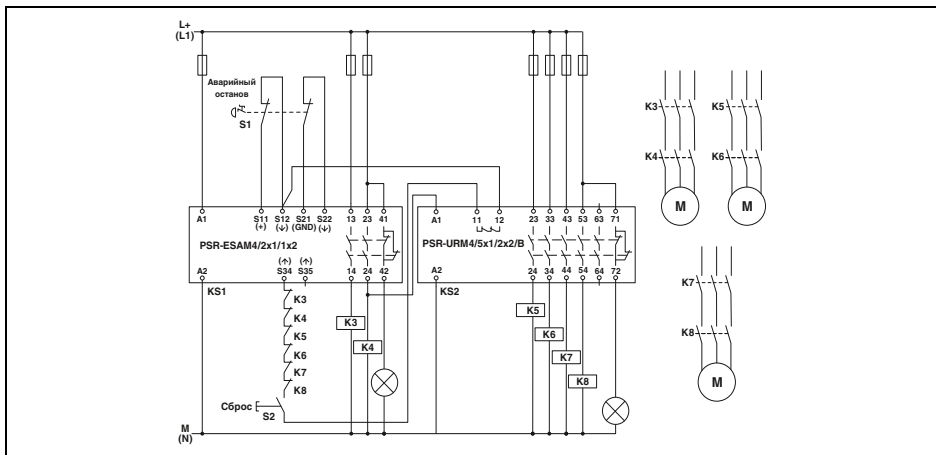 L+
(L1)
Аварийный
останов
S1
K3
K5
K4
K6
M
M
A1
S11
(+)
S12
(↓)
S21
(GND)
S22
(↓)
13
23
41
A1
11
12
23
33
43
53
63
71
PSR-ESAM4/2x1/1x2
PSR-URM4/5x1/2x2/B
A2
(↑)
S34
(↑)
S35
14
24
42
A2
24
34
44
54
64
72
KS1
KS2
K3
K4
K5
K6
K7
K8
K3
K4
K5
K6
K7
K8
K7
K8
M
Сброс
S2
M
(N)